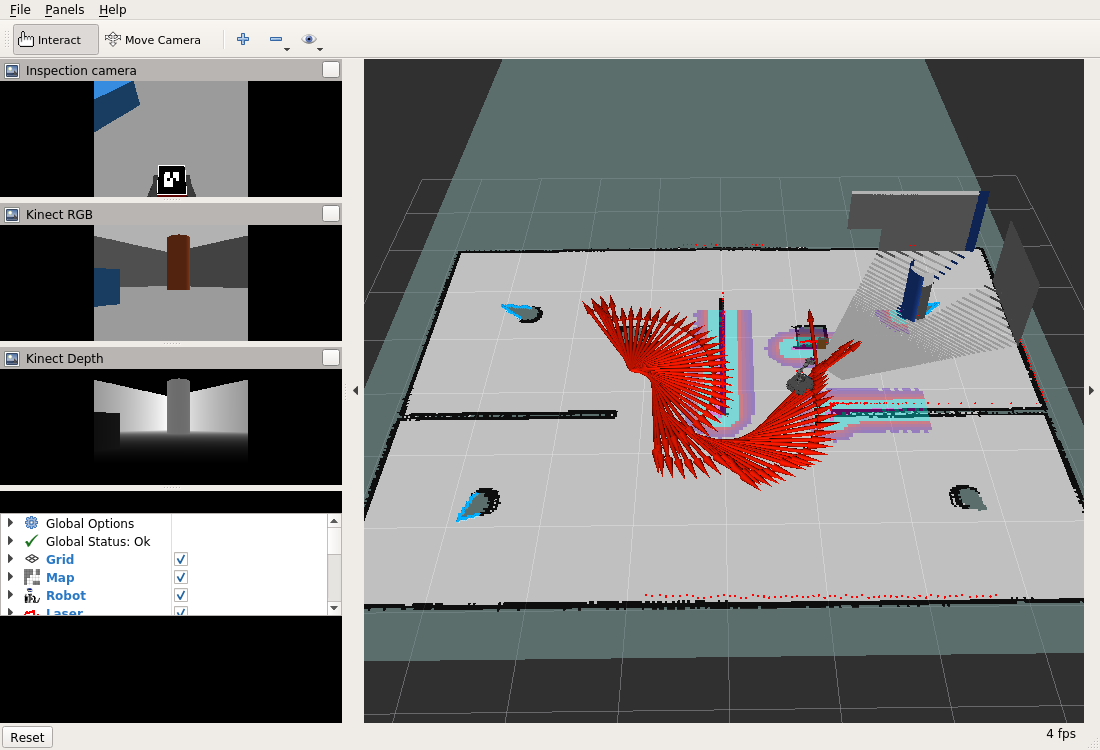 File Panels Help
Interact Move Camera
Inspection camera
Kinect RGB
Kinect Depth
Global Options
Global Status: Ok
Grid
Map
Robot
Laser
Reset
4 fps